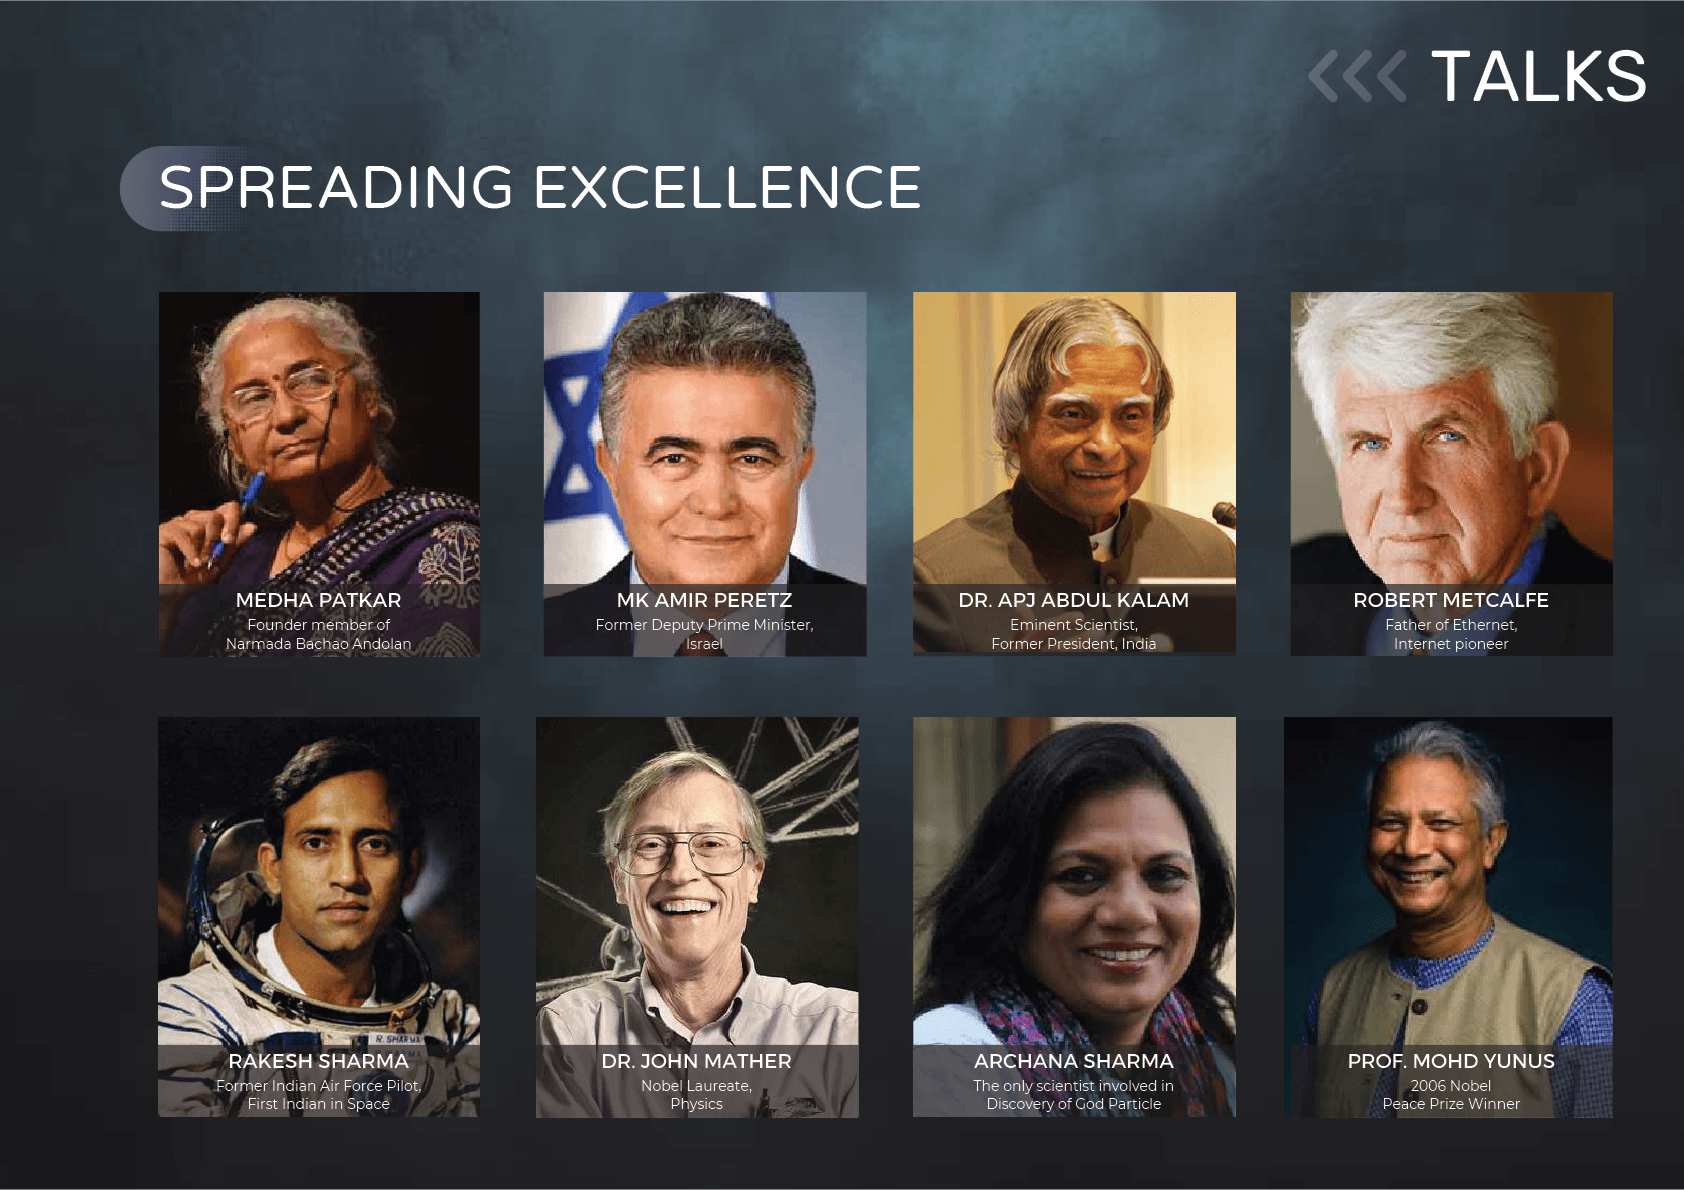 TALKS
SPREADING EXCELLENCE
MEDHA PATKAR
Founder member of
Narmada Bachao Andolan
MK AMIR PERETZ
Former Deputy Prime Minister,
Israel
DR. APJ ABDUL KALAM
Eminent Scientist,
Former President, India
ROBERT METCALFE
Father of Ethernet,
Internet pioneer
R. SHARMA
RAKESH SHARMA
Former Indian Air Force Pilot,
First Indian in Space
DR. JOHN MATHER
Nobel Laureate,
Physics
ARCHANA SHARMA
The only scientist involved in
Discovery of God Particle
PROF. MOHD YUNUS
2006 Nobel
Peace Prize Winner